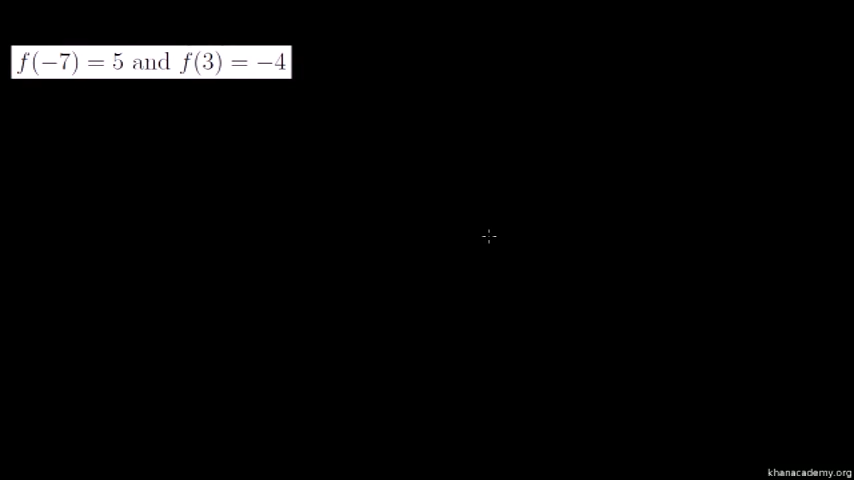 f(−7) = 5 and f(3) = −4
khanacademy.org